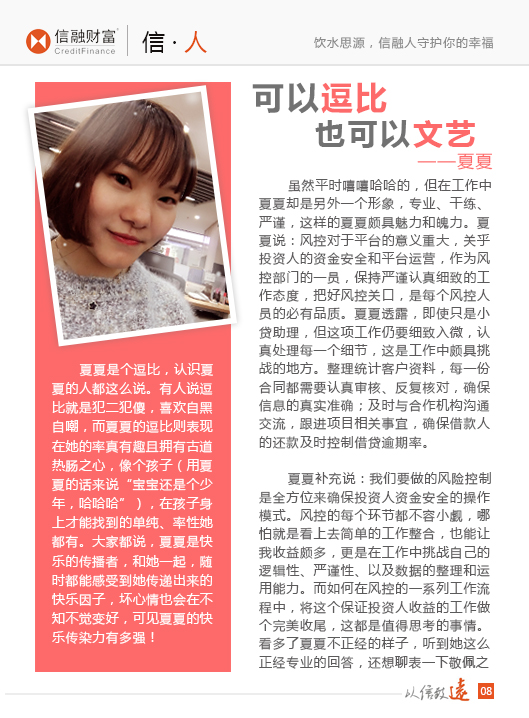 信融财富
CreditFinance
信·人
饮水思源，信融人守护你的幸福
可以逗比
也可以文艺
——夏夏
夏夏是个逗比，认识夏
夏的人都这么说。有人说逗
比就是犯二犯傻，喜欢自黑
自嘲，而夏夏的逗比则表现
在她的率真有趣且拥有古道
热肠之心，像个孩子（用夏
夏的话来说“宝宝还是个少
年，哈哈哈”），在孩子身
上才能找到的单纯、率性她
都有。大家都说，夏夏是快
乐的传播者，和她一起，随
时都能感受到她传递出来的
快乐因子，坏心情也会在不
知不觉变好，可见夏夏的快
乐传染力有多强！
虽然平时嘻嘻哈哈的，但在工作中
夏夏却是另外一个形象，专业、干练、
严谨，这样的夏夏颇具魅力和魄力。夏
夏说：风控对于平台的意义重大，关乎
投资人的资金安全和平台运营，作为风
控部门的一员，保持严谨认真细致的工
作态度，把好风控关口，是每个风控人
员的必有品质。夏夏透露，即使只是小
贷助理，但这项工作仍要细致入微，认
真处理每一个细节，这是工作中颇具挑
战的地方。整理统计客户资料，每一份
合同都需要认真审核、反复核对，确保
信息的真实准确；及时与合作机构沟通
交流，跟进项目相关事宜，确保借款人
的还款及时控制借贷逾期率。
夏夏补充说：我们要做的风险控制
是全方位来确保投资人资金安全的操作
模式。风控的每个环节都不容小觑，哪
怕就是看上去简单的工作整合，也能让
我收益颇多，更是在工作中挑战自己的
逻辑性、严谨性、以及数据的整理和运
用能力。而如何在风控的一系列工作流
程中，将这个保证投资人收益的工作做
个完美收尾，这都是值得思考的事情。
看多了夏夏不正经的样子，听到她这么
正经专业的回答，还想聊表一下敬佩之
以信致远
08